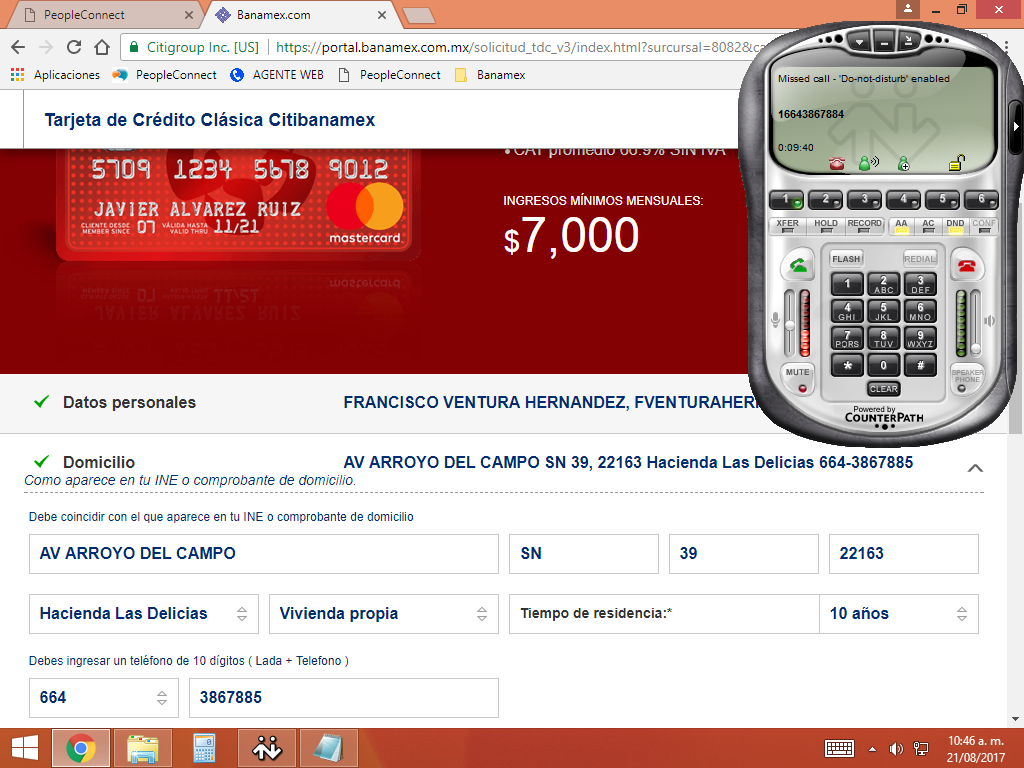 PeopleConnect
Banamex.com
Citigroup Inc. [US]
https://portal.banamex.com.mx/solicitud_tdc_v3/index.html?sucursal=8082&c
Aplicaciones
PeopleConnect
AGENTE WEB
PeopleConnect
Banamex
Tarjeta de Crédito Clásica Citibanamex
5709 1234 5678 9012
JAVIER ALVAREZ RUIZ
CLIENTE DESDE
MEMBER SINCE
07
VÁLIDA HASTA
VALID THRU
11/21
mastercard
• CAT promedio 66.9% SIN IVA
INGRESOS MÍNIMOS MENSUALES:
$7,000
Missed call - 'Do-not-disturb' enabled
16643867884
0:09:40
1 2 3 4 5 6
XFER HOLD RECORD AA AC DND CONF
FLASH
REDIAL
1 2 ABC 3 DEF
4 GHI 5 JKL 6 MNO
7 PQRS 8 TUV 9 WXYZ
* 0 #
MUTE
CLEAR
SPEAKER PHONE
Powered by
COUNTERPATH
Datos personales
FRANCISCO VENTURA HERNANDEZ, FVENTURAHER
Domicilio
AV ARROYO DEL CAMPO SN 39, 22163 Hacienda Las Delicias 664-3867885
Como aparece en tu INE o comprobante de domicilio.
Debe coincidir con el que aparece en tu INE o comprobante de domicilio
AV ARROYO DEL CAMPO
SN
39
22163
Hacienda Las Delicias
Vivienda propia
Tiempo de residencia:*
10 años
Debes ingresar un teléfono de 10 dígitos ( Lada + Telefono )
664
3867885
10:46 a. m.
21/08/2017